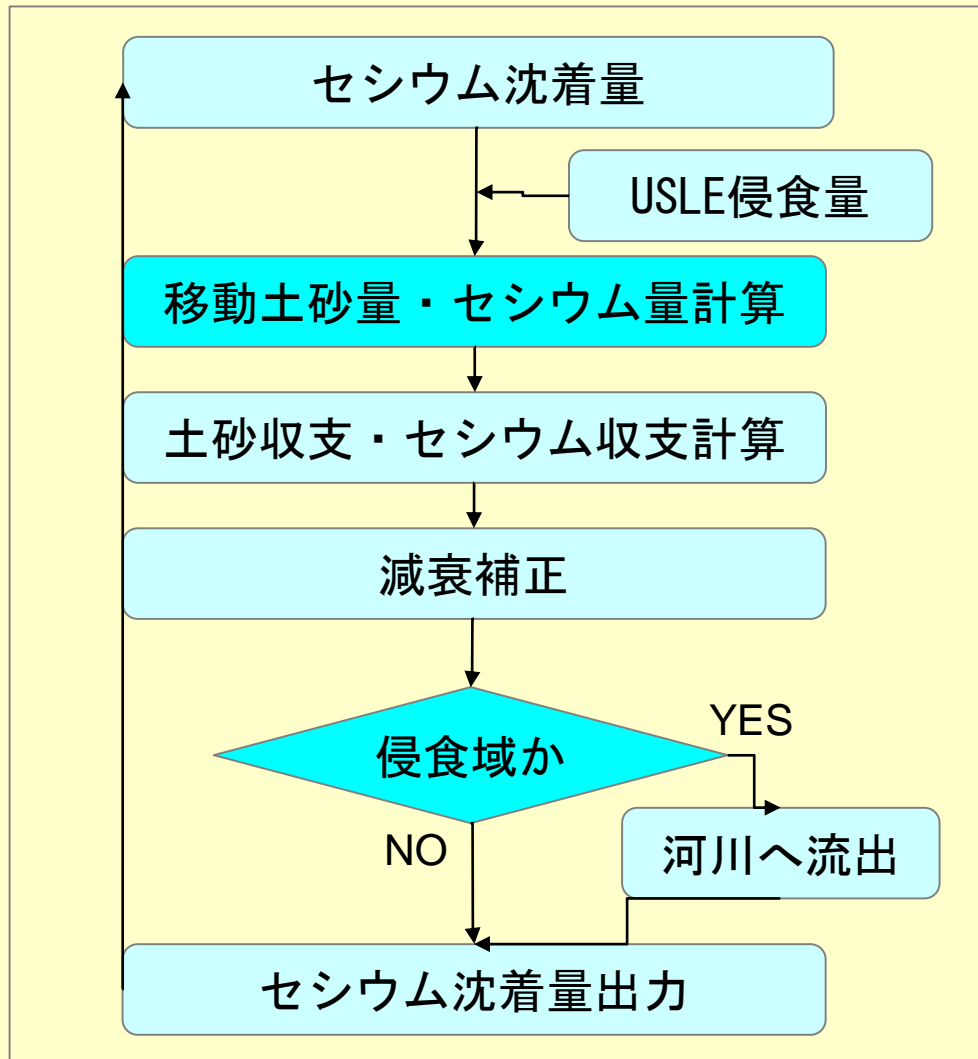 セシウム沈着量
USLE侵食量
移動土砂量・セシウム量計算
土砂収支・セシウム収支計算
減衰補正
侵食域か
YES
NO
河川へ流出
セシウム沈着量出力